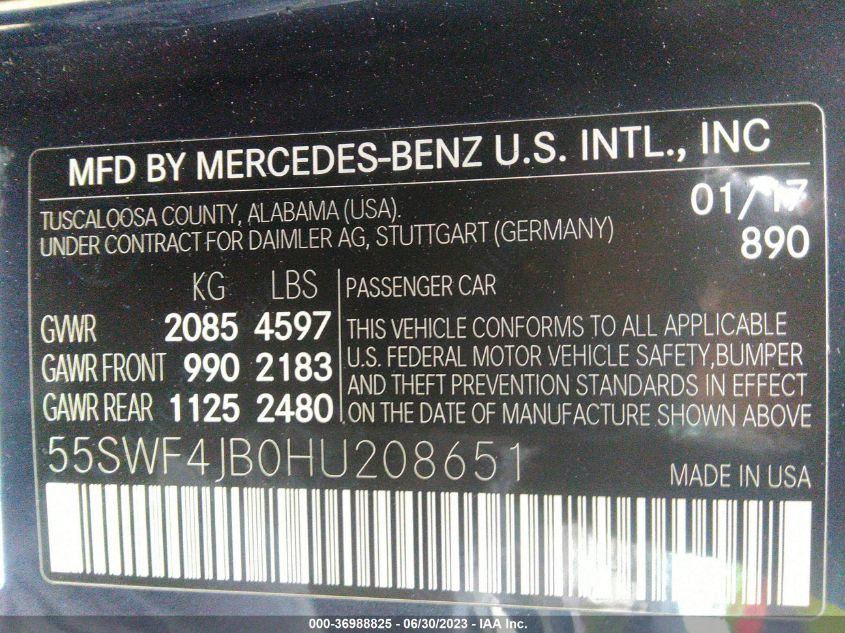 MFD BY MERCEDES-BENZ U.S. INTL., INC
TUSCALOOSA COUNTY, ALABAMA (USA). 01/17
UNDER CONTRACT FOR DAIMLER AG, STUTTGART (GERMANY) 890
KG LBS PASSENGER CAR
GVWR 2085 4597 THIS VEHICLE CONFORMS TO ALL APPLICABLE
GAWR FRONT 990 2183 U.S. FEDERAL MOTOR VEHICLE SAFETY,BUMPER
AND THEFT PREVENTION STANDARDS IN EFFECT
GAWR REAR 1125 2480 ON THE DATE OF MANUFACTURE SHOWN ABOVE
55SWF4JB0HU208651 MADE IN USA
000-36988825 - 06/30/2023 - IAA Inc.